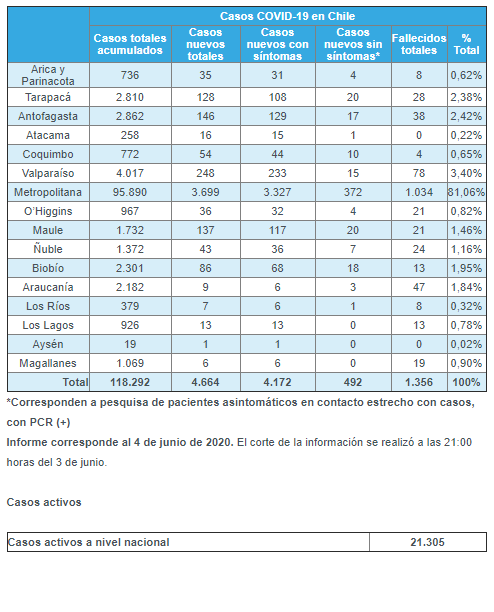 Casos COVID-19 en Chile
Casos totales acumulados Casos nuevos totales Casos nuevos con síntomas Casos nuevos sin síntomas* Fallecidos totales % Total
Arica y Parinacota 736 35 31 4 8 0,62%
Tarapacá 2.810 128 108 20 28 2,38%
Antofagasta 2.862 146 129 17 38 2,42%
Atacama 258 16 15 1 0 0,22%
Coquimbo 772 54 44 10 4 0,65%
Valparaíso 4.017 248 233 15 78 3,40%
Metropolitana 95.890 3.699 3.327 372 1.034 81,06%
O'Higgins 967 36 32 4 21 0,82%
Maule 1.732 137 117 20 21 1,46%
Ñuble 1.372 43 36 7 24 1,16%
Biobío 2.301 86 68 18 13 1,95%
Araucanía 2.182 9 6 3 47 1,84%
Los Ríos 379 7 6 1 8 0,32%
Los Lagos 926 13 13 0 13 0,78%
Aysén 19 1 1 0 0 0,02%
Magallanes 1.069 6 6 0 19 0,90%
Total 118.292 4.664 4.172 492 1.356 100%
*Corresponden a pesquisa de pacientes asintomáticos en contacto estrecho con casos,
con PCR (+)
Informe corresponde al 4 de junio de 2020. El corte de la información se realizó a las 21:00
horas del 3 de junio.
Casos activos
Casos activos a nivel nacional 21.305